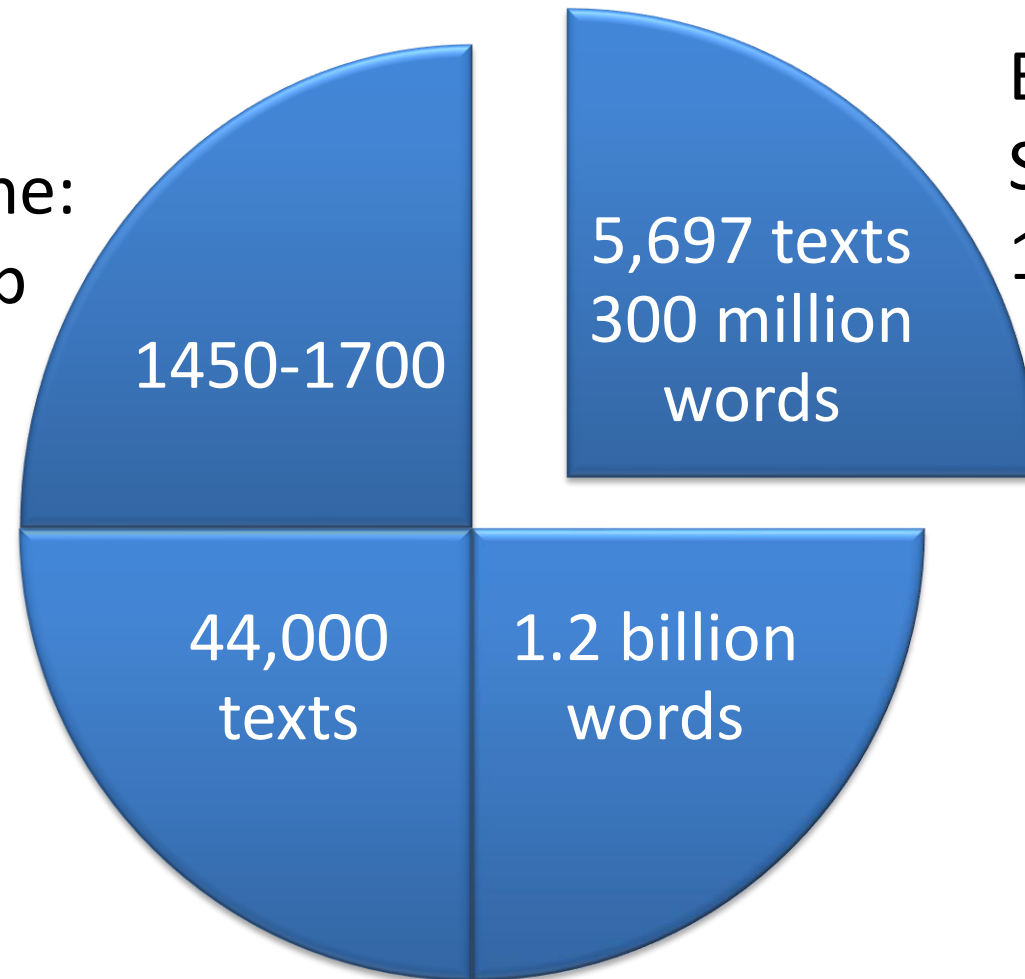 1450-1700
5,697 texts
300 million
words
44,000
texts
1.2 billion
words